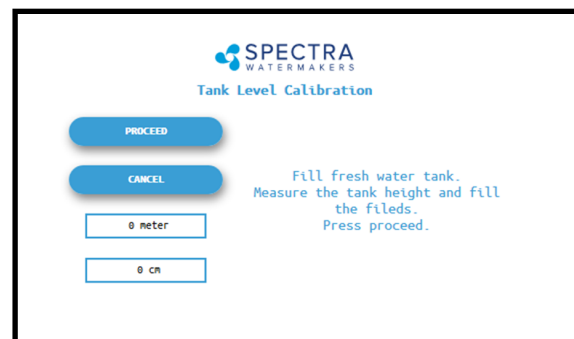 SPECTRA
WATERMAKERS
Tank Level Calibration
PROCEED
CANCEL
0 meter
0 cm
Fill fresh water tank.
Measure the tank height and fill
the fileds.
Press proceed.